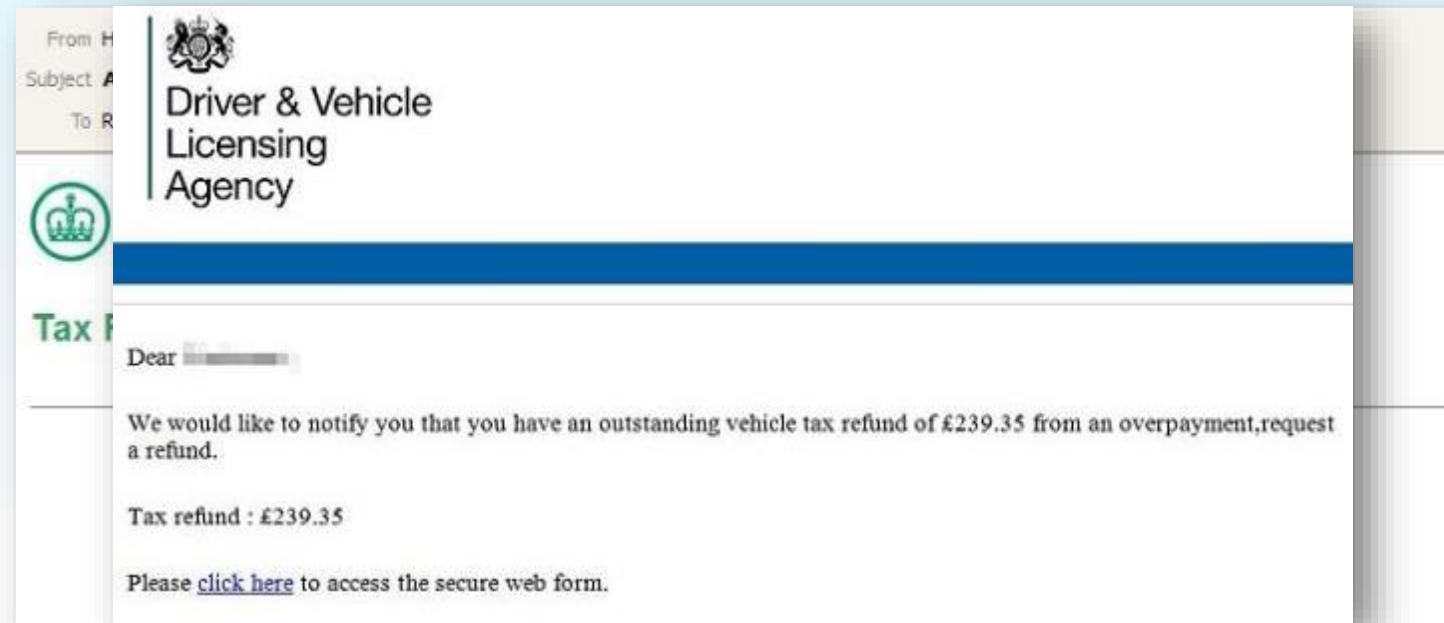 From H
Subject A
To R
Driver & Vehicle
Licensing
Agency
Tax F
Dear
We would like to notify you that you have an outstanding vehicle tax refund of £239.35 from an overpayment,request
a refund.
Tax refund : £239.35
Please click here to access the secure web form.